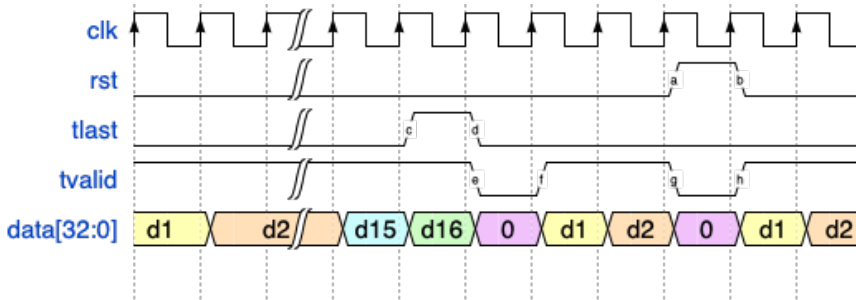 clk
rst a b
tlast c d
tvalid e f g h
data[32:0] d1 d2 d15 d16 0 d1 d2 0 d1 d2